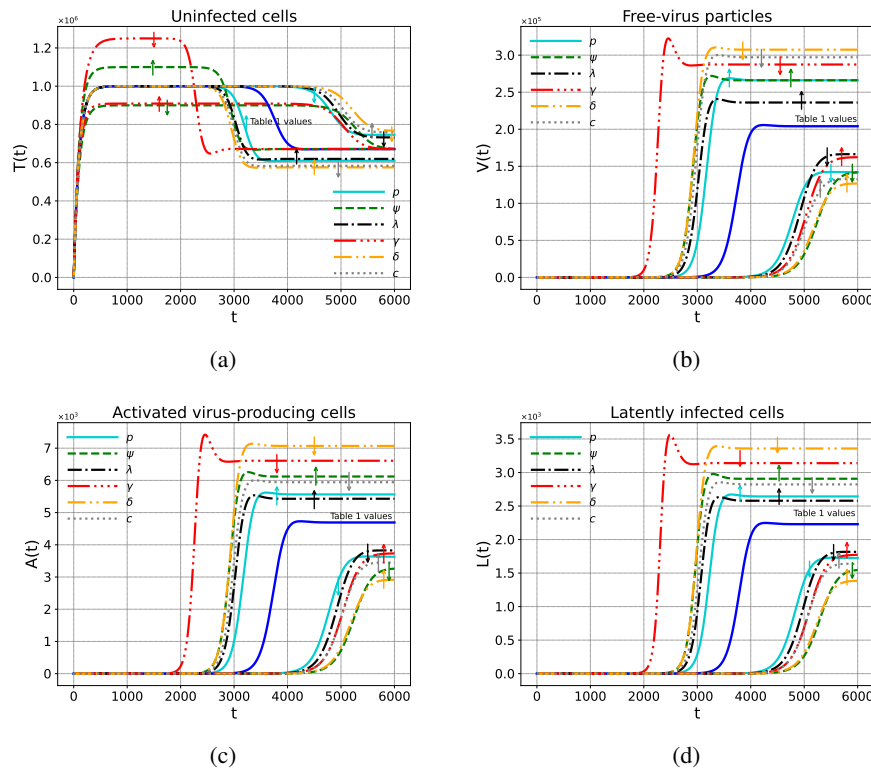 Uninfected cells
×10⁶
1.2
1.0
0.8
0.6
0.4
0.2
0.0
T(t)
Table 1 values
p
ψ
λ
γ
δ
c
0 1000 2000 3000 4000 5000 6000
t
(a)
Free-virus particles
×10⁵
3.0
2.5
2.0
1.5
1.0
0.5
0.0
V(t)
p
ψ
λ
γ
δ
c
Table 1 values
0 1000 2000 3000 4000 5000 6000
t
(b)
Activated virus-producing cells
×10³
7
6
5
4
3
2
1
0
A(t)
p
ψ
λ
γ
δ
c
Table 1 values
0 1000 2000 3000 4000 5000 6000
t
(c)
Latently infected cells
×10³
3.5
3.0
2.5
2.0
1.5
1.0
0.5
0.0
L(t)
p
ψ
λ
γ
δ
c
Table 1 values
0 1000 2000 3000 4000 5000 6000
t
(d)